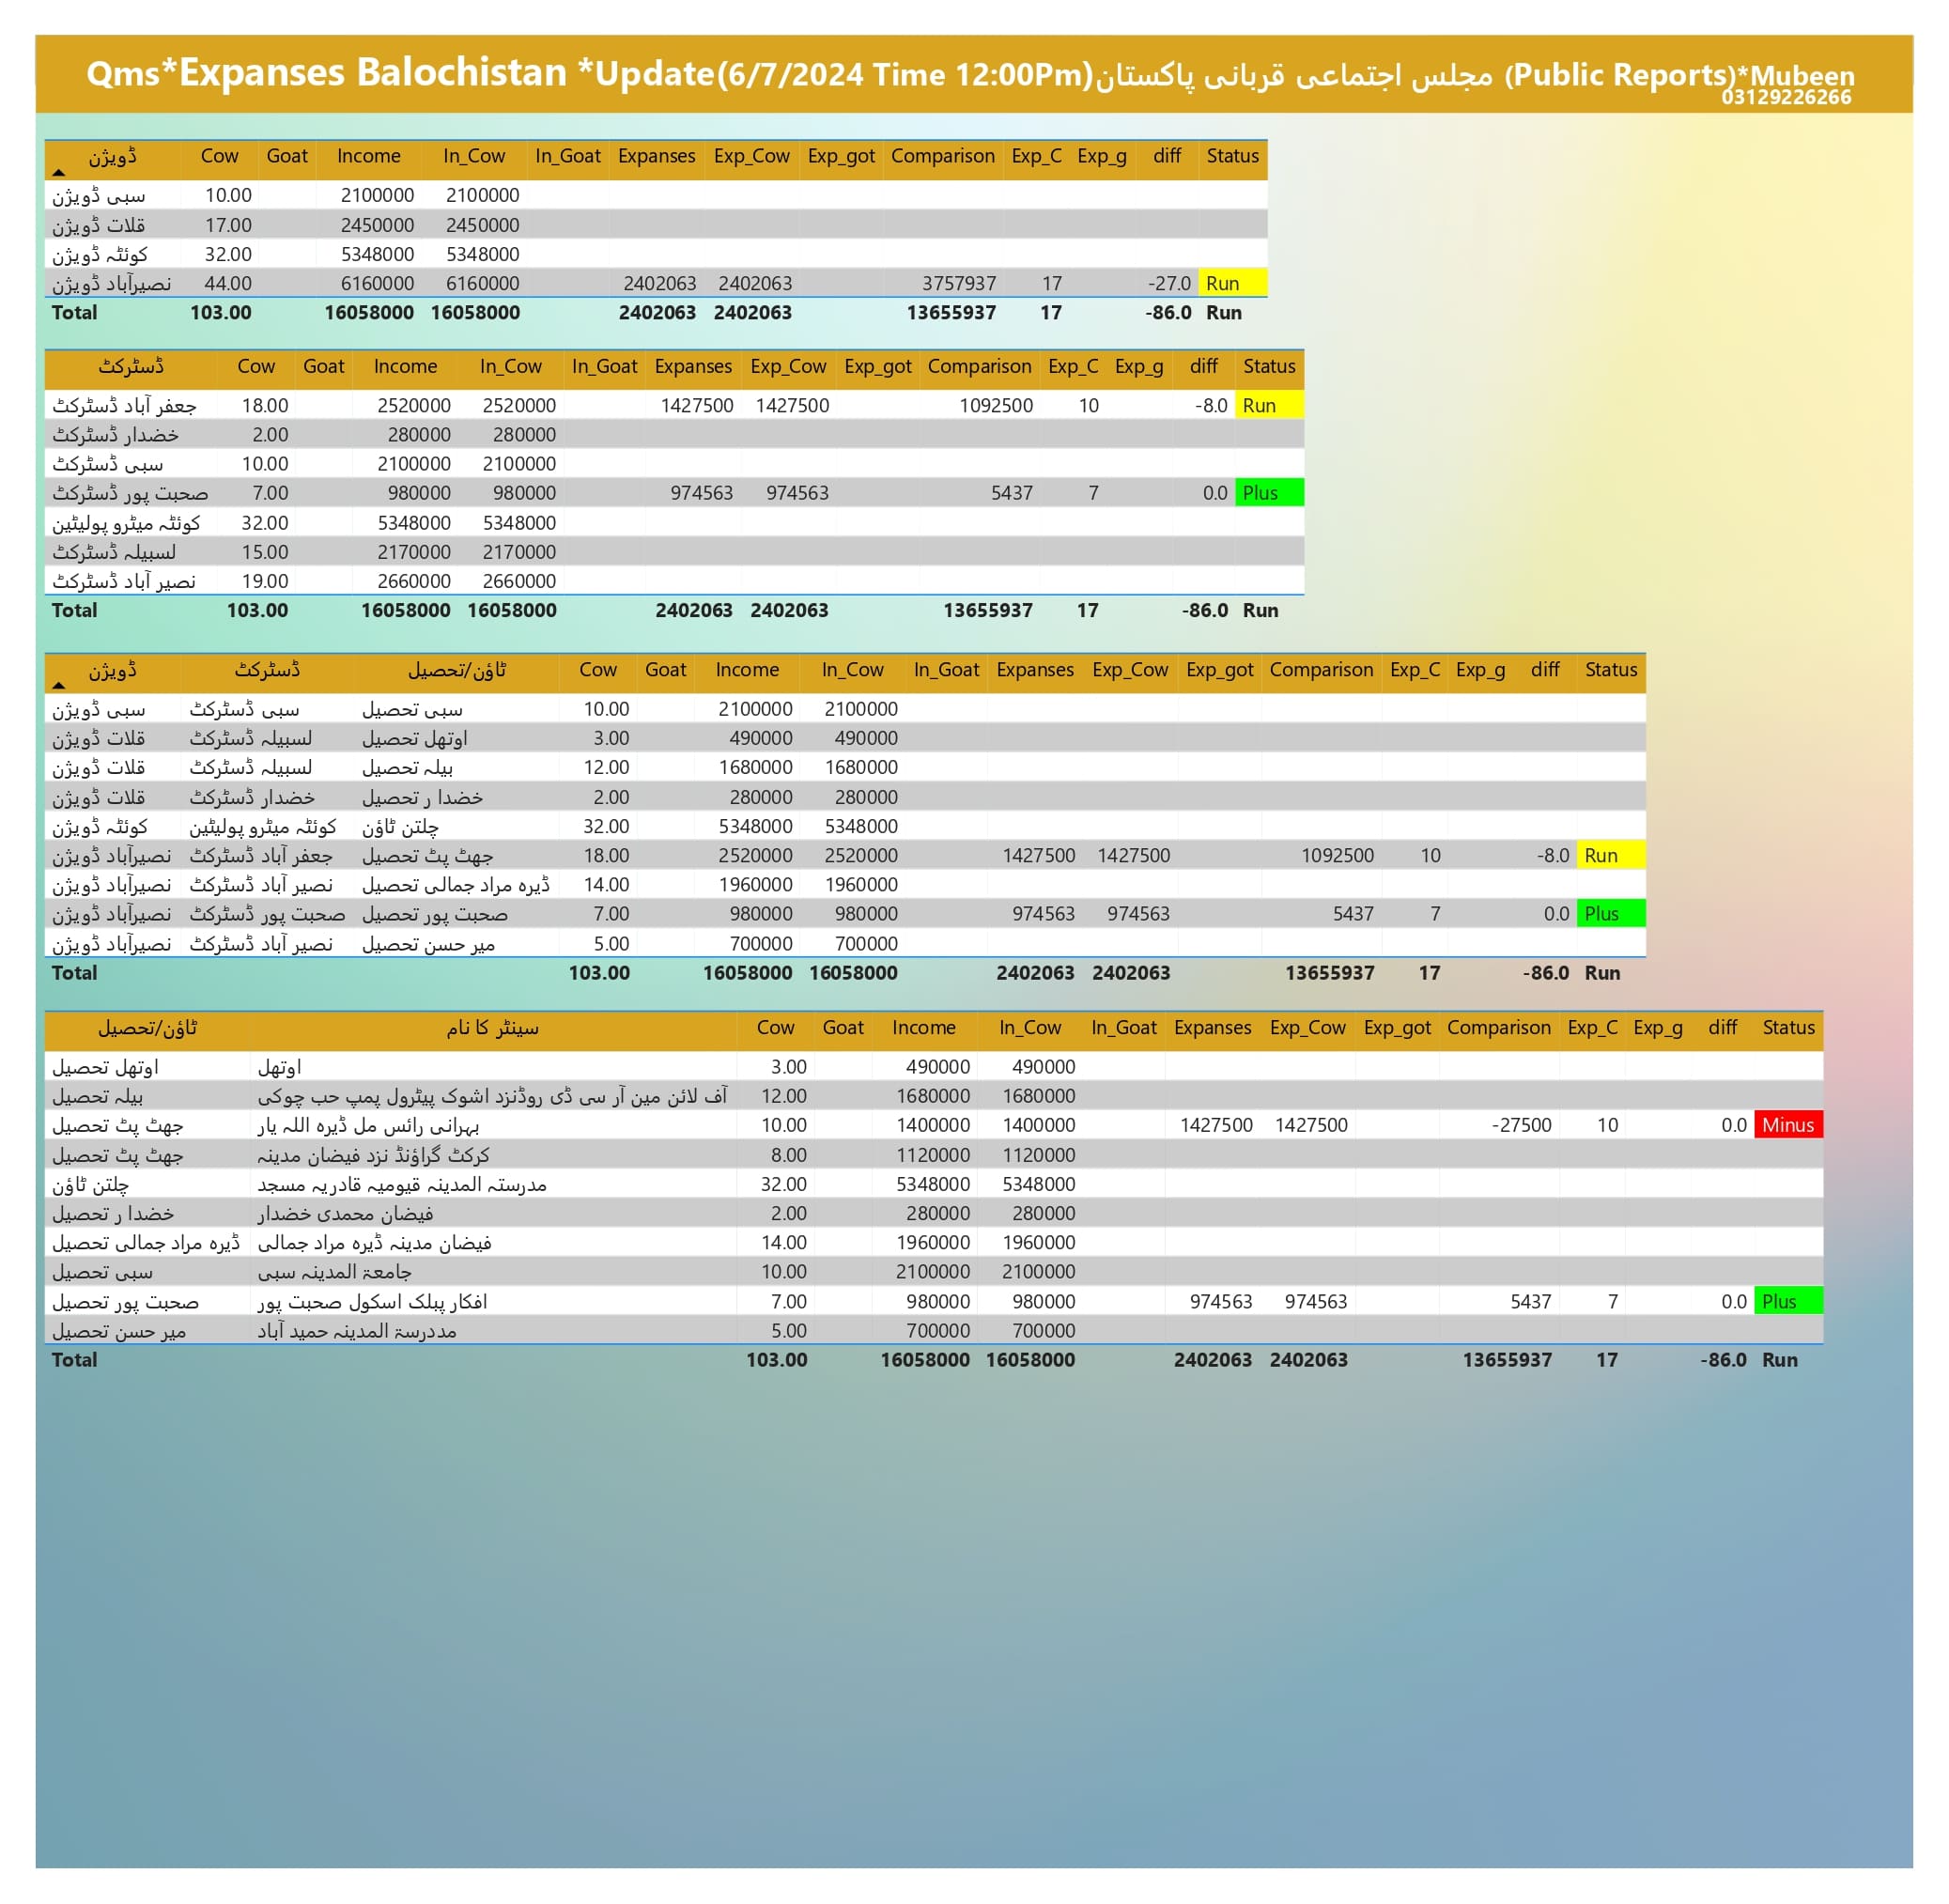 Qms*Expanses Balochistan *Update(6/7/2024 Time 12:00Pm)مجلس اجتماعی قربانی پاکستان (Public Reports)*Mubeen
03129226266
ڈویژن Cow Goat Income In_Cow In_Goat Expanses Exp_Cow Exp_got Comparison Exp_C Exp_g diff Status
سبی ڈویژن 10.00 2100000 2100000
قلات ڈویژن 17.00 2450000 2450000
کوئٹہ ڈویژن 32.00 5348000 5348000
نصیرآباد ڈویژن 44.00 6160000 6160000 2402063 2402063 3757937 17 -27.0 Run
Total 103.00 16058000 16058000 2402063 2402063 13655937 17 -86.0 Run
ڈسٹرکٹ Cow Goat Income In_Cow In_Goat Expanses Exp_Cow Exp_got Comparison Exp_C Exp_g diff Status
جعفر آباد ڈسٹرکٹ 18.00 2520000 2520000 1427500 1427500 1092500 10 -8.0 Run
خضدار ڈسٹرکٹ 2.00 280000 280000
سبی ڈسٹرکٹ 10.00 2100000 2100000
صحبت پور ڈسٹرکٹ 7.00 980000 980000 974563 974563 5437 7 0.0 Plus
کوئٹہ میٹرو پولیٹین 32.00 5348000 5348000
لسبیلہ ڈسٹرکٹ 15.00 2170000 2170000
نصیر آباد ڈسٹرکٹ 19.00 2660000 2660000
Total 103.00 16058000 16058000 2402063 2402063 13655937 17 -86.0 Run
ڈویژن ڈسٹرکٹ ٹاؤن/تحصیل Cow Goat Income In_Cow In_Goat Expanses Exp_Cow Exp_got Comparison Exp_C Exp_g diff Status
سبی ڈویژن سبی ڈسٹرکٹ سبی تحصیل 10.00 2100000 2100000
قلات ڈویژن لسبیلہ ڈسٹرکٹ اوتھل تحصیل 3.00 490000 490000
قلات ڈویژن لسبیلہ ڈسٹرکٹ بیلہ تحصیل 12.00 1680000 1680000
قلات ڈویژن خضدار ڈسٹرکٹ خضدا ر تحصیل 2.00 280000 280000
کوئٹہ ڈویژن کوئٹہ میٹرو پولیٹین چلتن ٹاؤن 32.00 5348000 5348000
نصیرآباد ڈویژن جعفر آباد ڈسٹرکٹ جھٹ پٹ تحصیل 18.00 2520000 2520000 1427500 1427500 1092500 10 -8.0 Run
نصیرآباد ڈویژن نصیر آباد ڈسٹرکٹ ڈیرہ مراد جمالی تحصیل 14.00 1960000 1960000
نصیرآباد ڈویژن صحبت پور ڈسٹرکٹ صحبت پور تحصیل 7.00 980000 980000 974563 974563 5437 7 0.0 Plus
نصیرآباد ڈویژن نصیر آباد ڈسٹرکٹ میر حسن تحصیل 5.00 700000 700000
Total 103.00 16058000 16058000 2402063 2402063 13655937 17 -86.0 Run
ٹاؤن/تحصیل سینٹر کا نام Cow Goat Income In_Cow In_Goat Expanses Exp_Cow Exp_got Comparison Exp_C Exp_g diff Status
اوتھل تحصیل اوتھل 3.00 490000 490000
بیلہ تحصیل آف لائن مین آر سی ڈی روڈنزد اشوک پیٹرول پمپ حب چوکی 12.00 1680000 1680000
جھٹ پٹ تحصیل بہرانی رائس مل ڈیرہ اللہ یار 10.00 1400000 1400000 1427500 1427500 -27500 10 0.0 Minus
جھٹ پٹ تحصیل کرکٹ گراؤنڈ نزد فیضان مدینہ 8.00 1120000 1120000
چلتن ٹاؤن مدرستہ المدینہ قیومیہ قادریہ مسجد 32.00 5348000 5348000
خضدا ر تحصیل فیضان محمدی خضدار 2.00 280000 280000
ڈیرہ مراد جمالی تحصیل فیضان مدینہ ڈیرہ مراد جمالی 14.00 1960000 1960000
سبی تحصیل جامعۃ المدینہ سبی 10.00 2100000 2100000
صحبت پور تحصیل افکار پبلک اسکول صحبت پور 7.00 980000 980000 974563 974563 5437 7 0.0 Plus
میر حسن تحصیل مددرسۃ المدینہ حمید آباد 5.00 700000 700000
Total 103.00 16058000 16058000 2402063 2402063 13655937 17 -86.0 Run